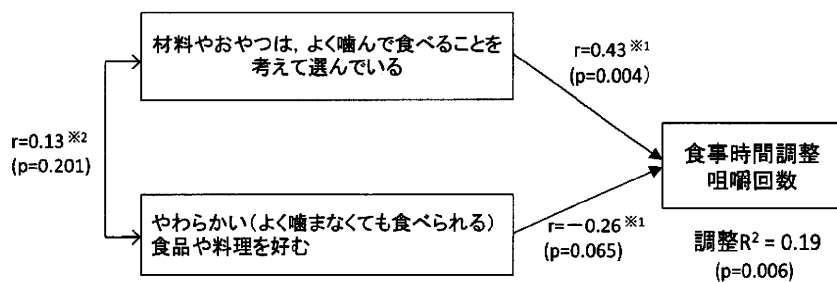 材料やおやつは，よく噛んで食べることを
考えて選んでいる
r=0.43※1
(p=0.004)
r=0.13※2
(p=0.201)
食事時間調整
咀嚼回数
やわらかい（よく噛まなくても食べられる）
食品や料理を好む
r=－0.26※1
(p=0.065)
調整R² = 0.19
(p=0.006)